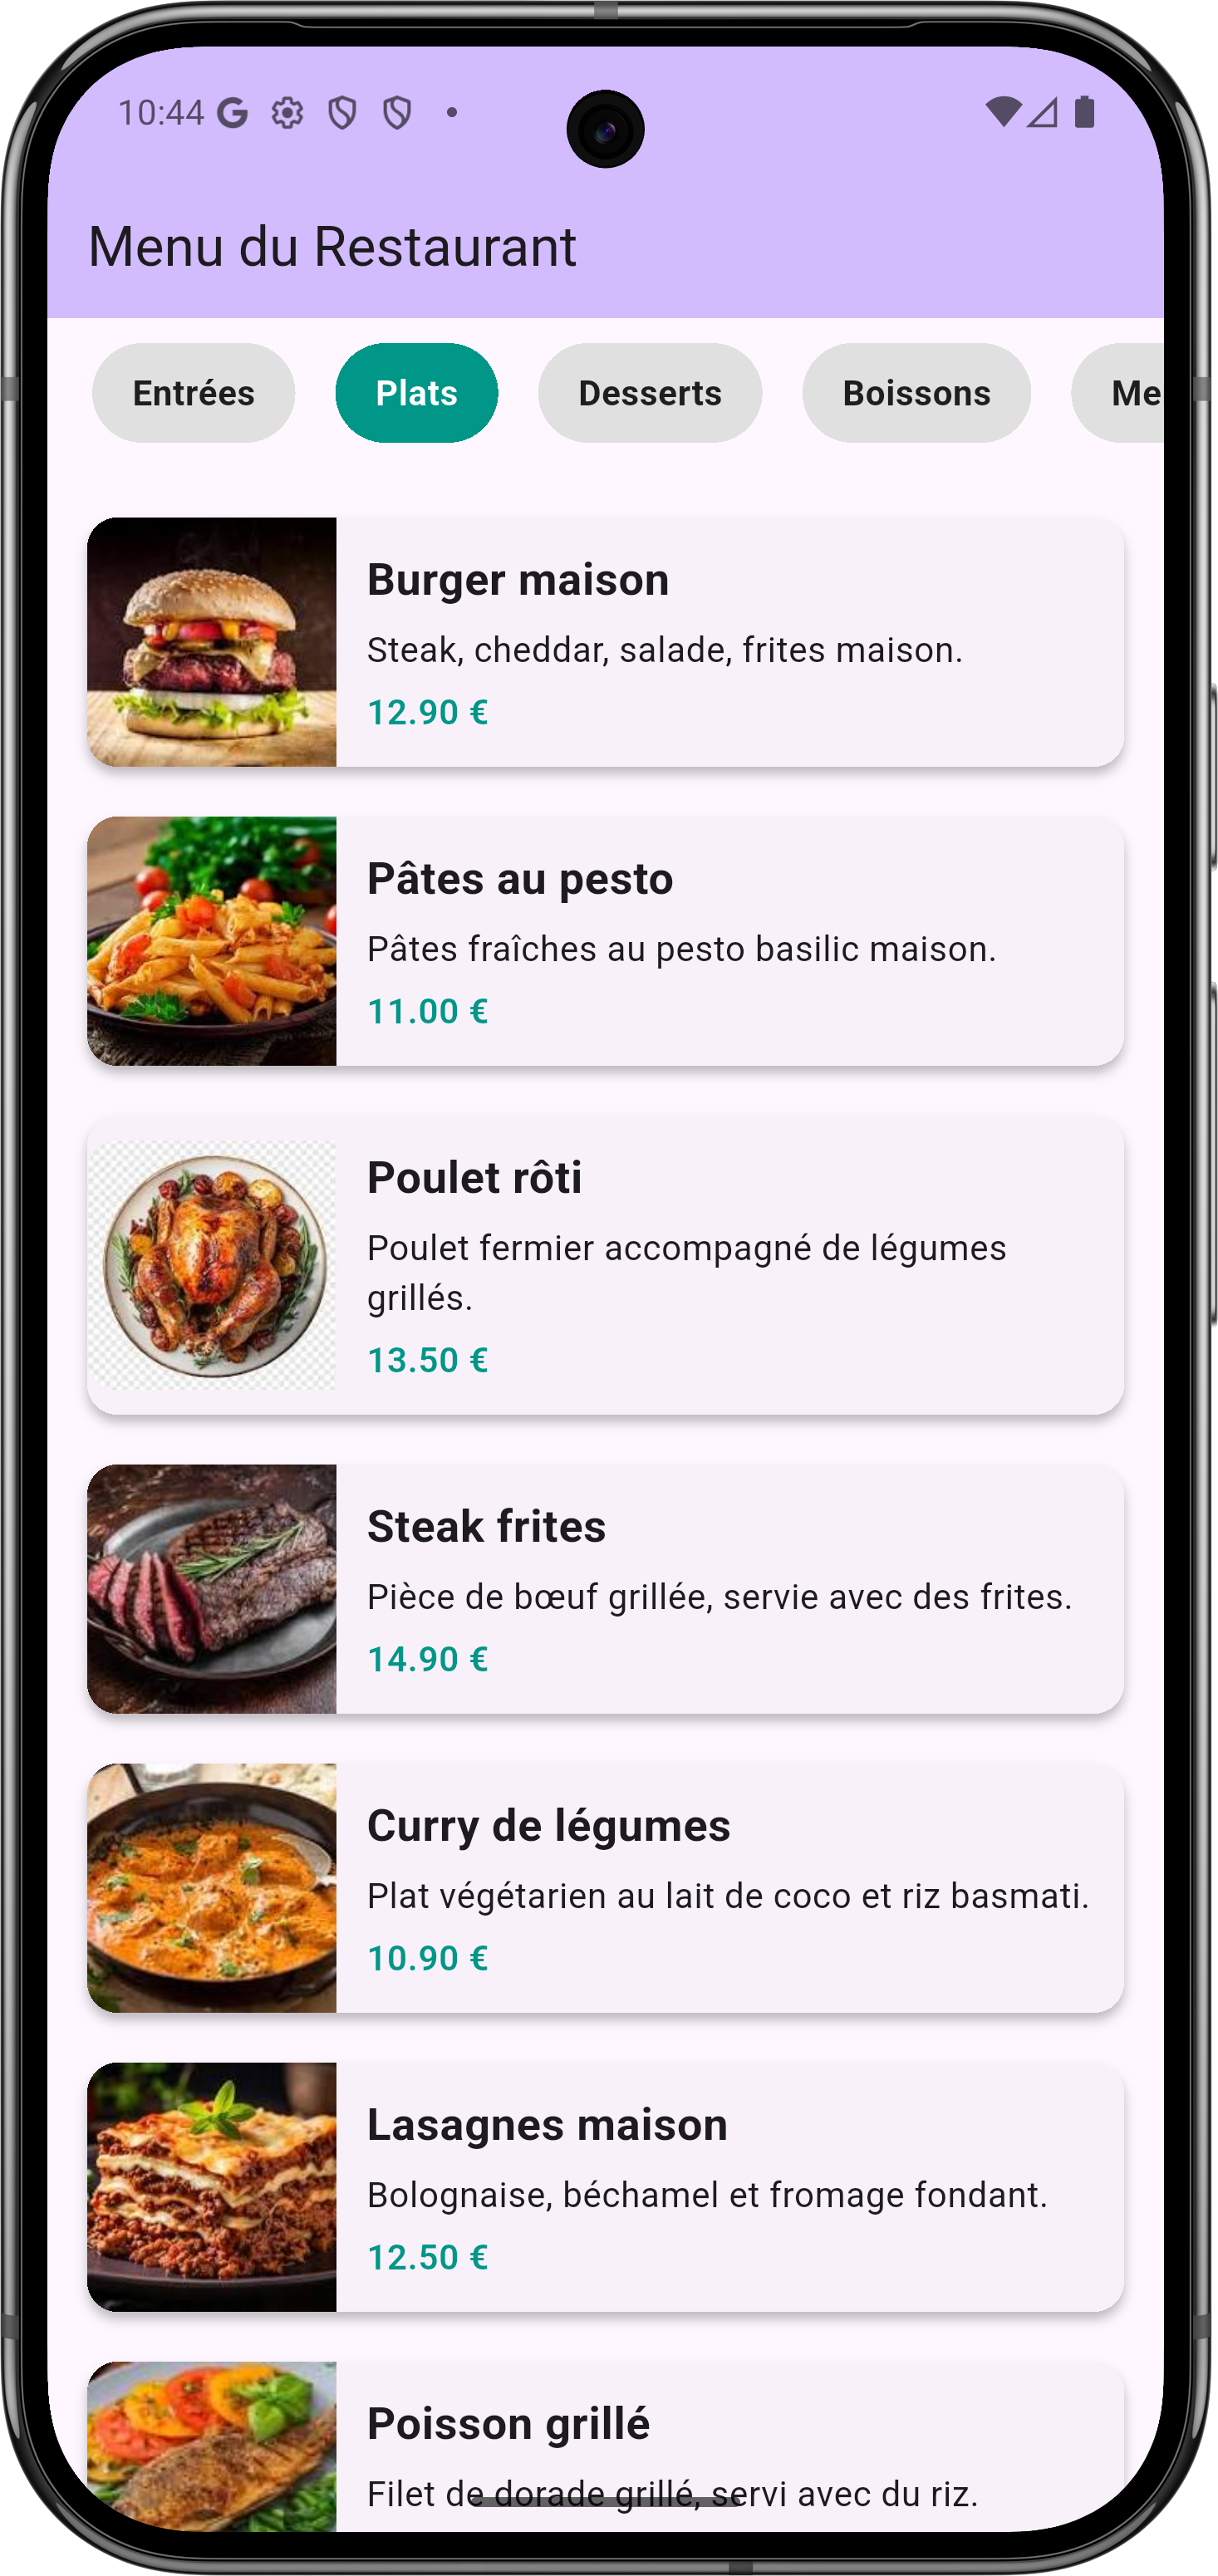 10:44
Menu du Restaurant
Entrées Plats Desserts Boissons Me
Burger maison
Steak, cheddar, salade, frites maison.
12.90 €
Pâtes au pesto
Pâtes fraîches au pesto basilic maison.
11.00 €
Poulet rôti
Poulet fermier accompagné de légumes
grillés.
13.50 €
Steak frites
Pièce de bœuf grillée, servie avec des frites.
14.90 €
Curry de légumes
Plat végétarien au lait de coco et riz basmati.
10.90 €
Lasagnes maison
Bolognaise, béchamel et fromage fondant.
12.50 €
Poisson grillé
Filet de dorade grillé, servi avec du riz.